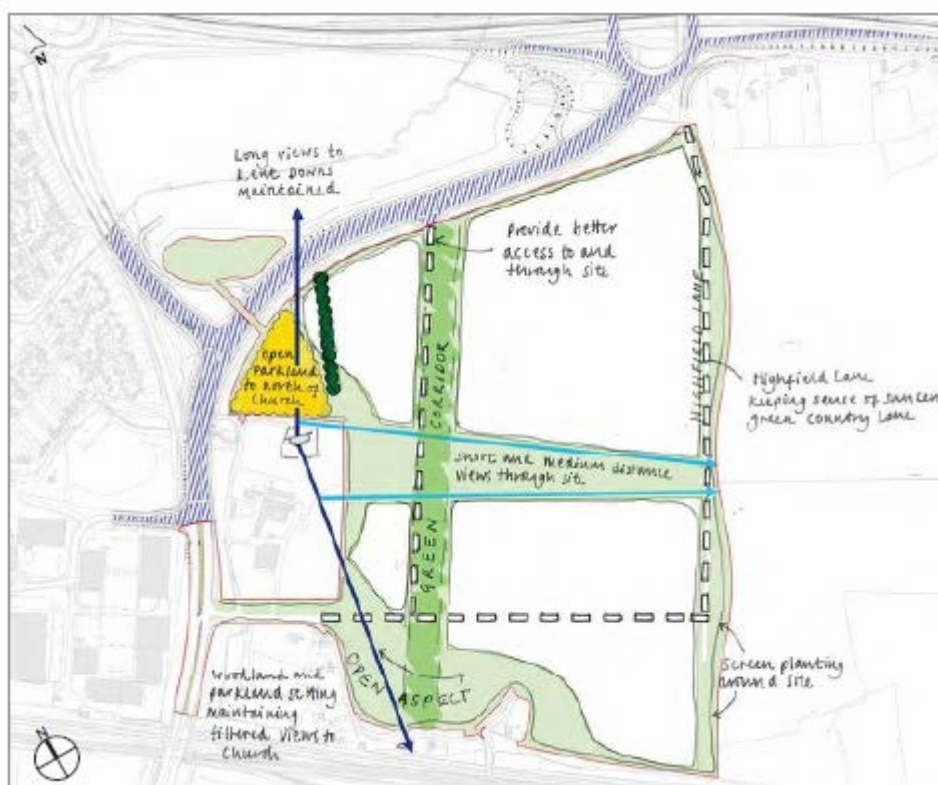 N
Long views to
Kent Downs
maintained
Provide better
access to and
through site
open
parkland
to north of
church
HIGHFIELD LANE
Highfield Lane
keeping sense of
green country lane
GREEN CORRIDOR
Short and medium distance
views through site
OPEN
ASPECT
woodland and
parkland setting
maintaining
filtered views to
church
Screen planting
around site